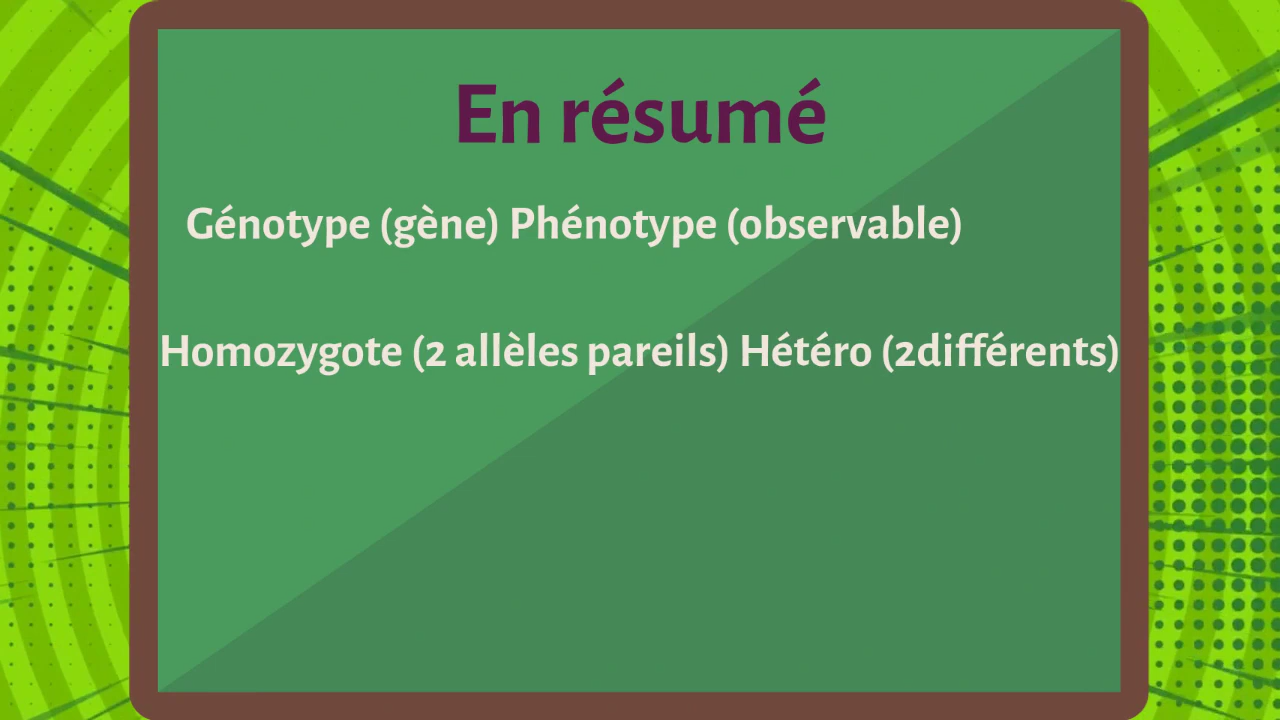 En résumé
Génotype (gène) Phénotype (observable)
Homozygote (2 allèles pareils) Hétéro (2différents)